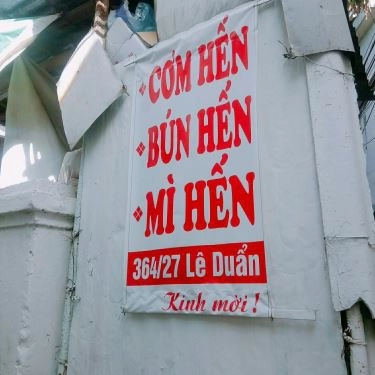 CƠM HẾN
BÚN HẾN
MÌ HẾN
364/27 Lê Duẩn
Kính mời !